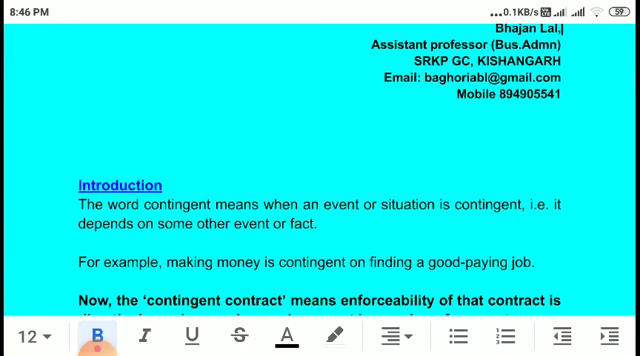 8:46 PM ...0.1KB/s 59
Bhajan Lal,
Assistant professor (Bus.Admn)
SRKP GC, KISHANGARH
Email: baghoriabl@gmail.com
Mobile 894905541
Introduction
The word contingent means when an event or situation is contingent, i.e. it
depends on some other event or fact.
For example, making money is contingent on finding a good-paying job.
Now, the ‘contingent contract’ means enforceability of that contract is
12 B I U S A